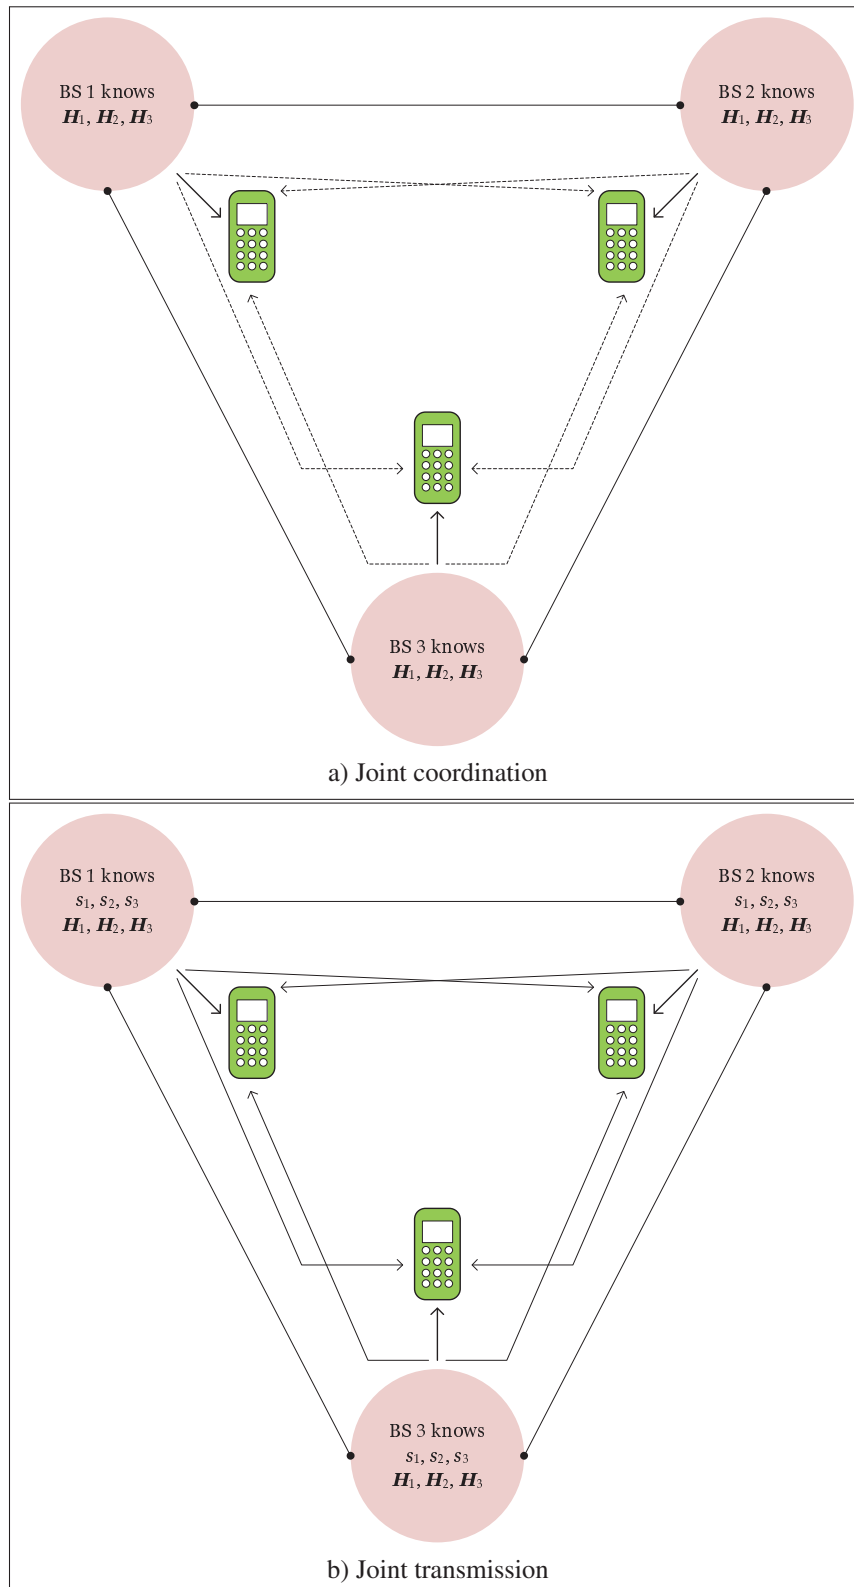 BS 1 knows
H₁, H₂, H₃
BS 2 knows
H₁, H₂, H₃
BS 3 knows
H₁, H₂, H₃
a) Joint coordination
BS 1 knows
s₁, s₂, s₃
H₁, H₂, H₃
BS 2 knows
s₁, s₂, s₃
H₁, H₂, H₃
BS 3 knows
s₁, s₂, s₃
H₁, H₂, H₃
b) Joint transmission